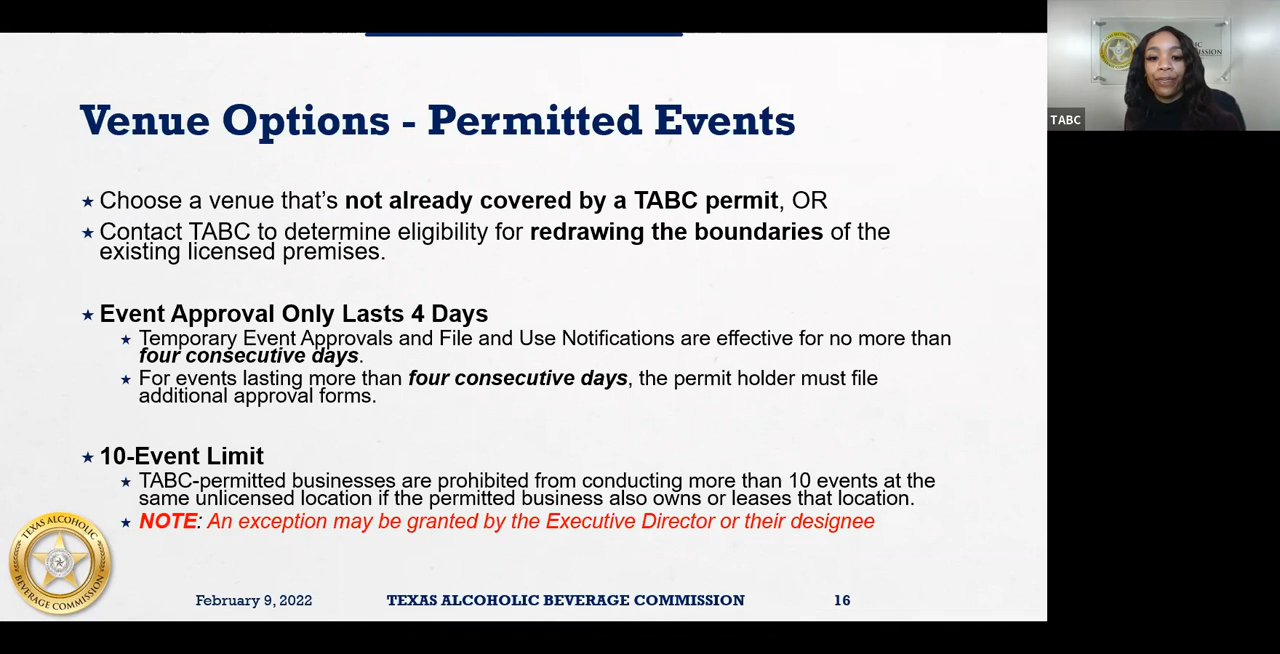 Venue Options - Permitted Events
★ Choose a venue that's not already covered by a TABC permit, OR
★ Contact TABC to determine eligibility for redrawing the boundaries of the
existing licensed premises.
★ Event Approval Only Lasts 4 Days
★ Temporary Event Approvals and File and Use Notifications are effective for no more than
four consecutive days.
★ For events lasting more than four consecutive days, the permit holder must file
additional approval forms.
★ 10-Event Limit
★ TABC-permitted businesses are prohibited from conducting more than 10 events at the
same unlicensed location if the permitted business also owns or leases that location.
★ NOTE: An exception may be granted by the Executive Director or their designee
TEXAS ALCOHOLIC
BEVERAGE COMMISSION
February 9, 2022
TEXAS ALCOHOLIC BEVERAGE COMMISSION
16
TABC